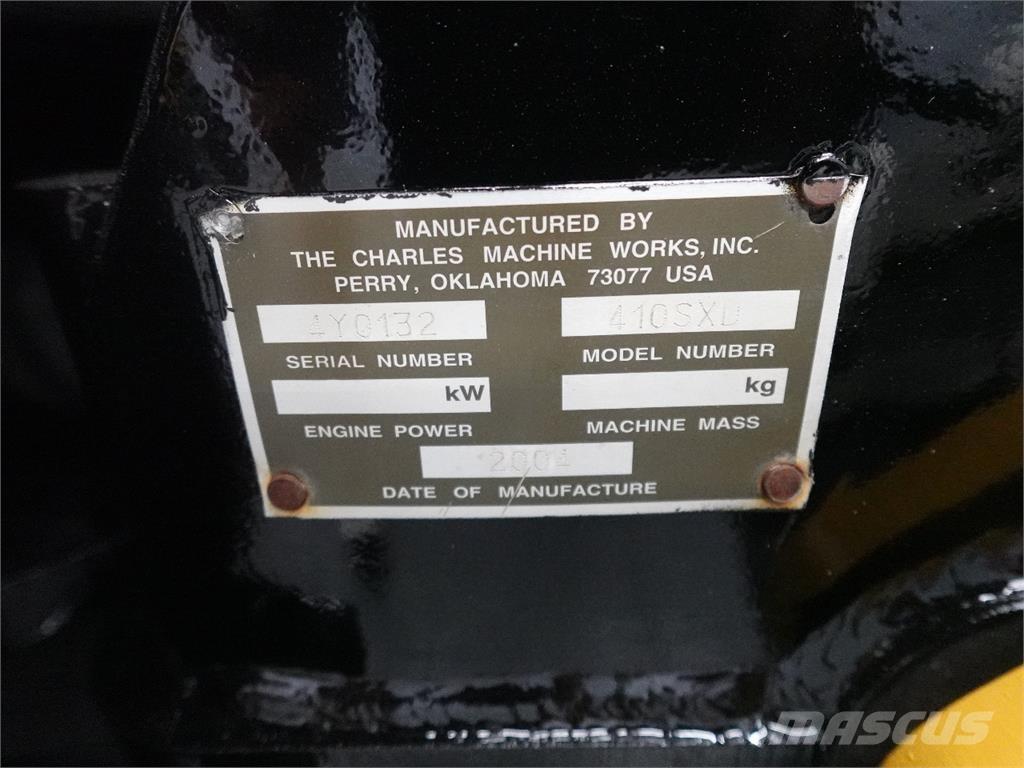 MANUFACTURED BY
THE CHARLES MACHINE WORKS, INC.
PERRY, OKLAHOMA 73077 USA
4Y0132 410SXD
SERIAL NUMBER MODEL NUMBER
kW kg
ENGINE POWER MACHINE MASS
2004
DATE OF MANUFACTURE
MASCUS